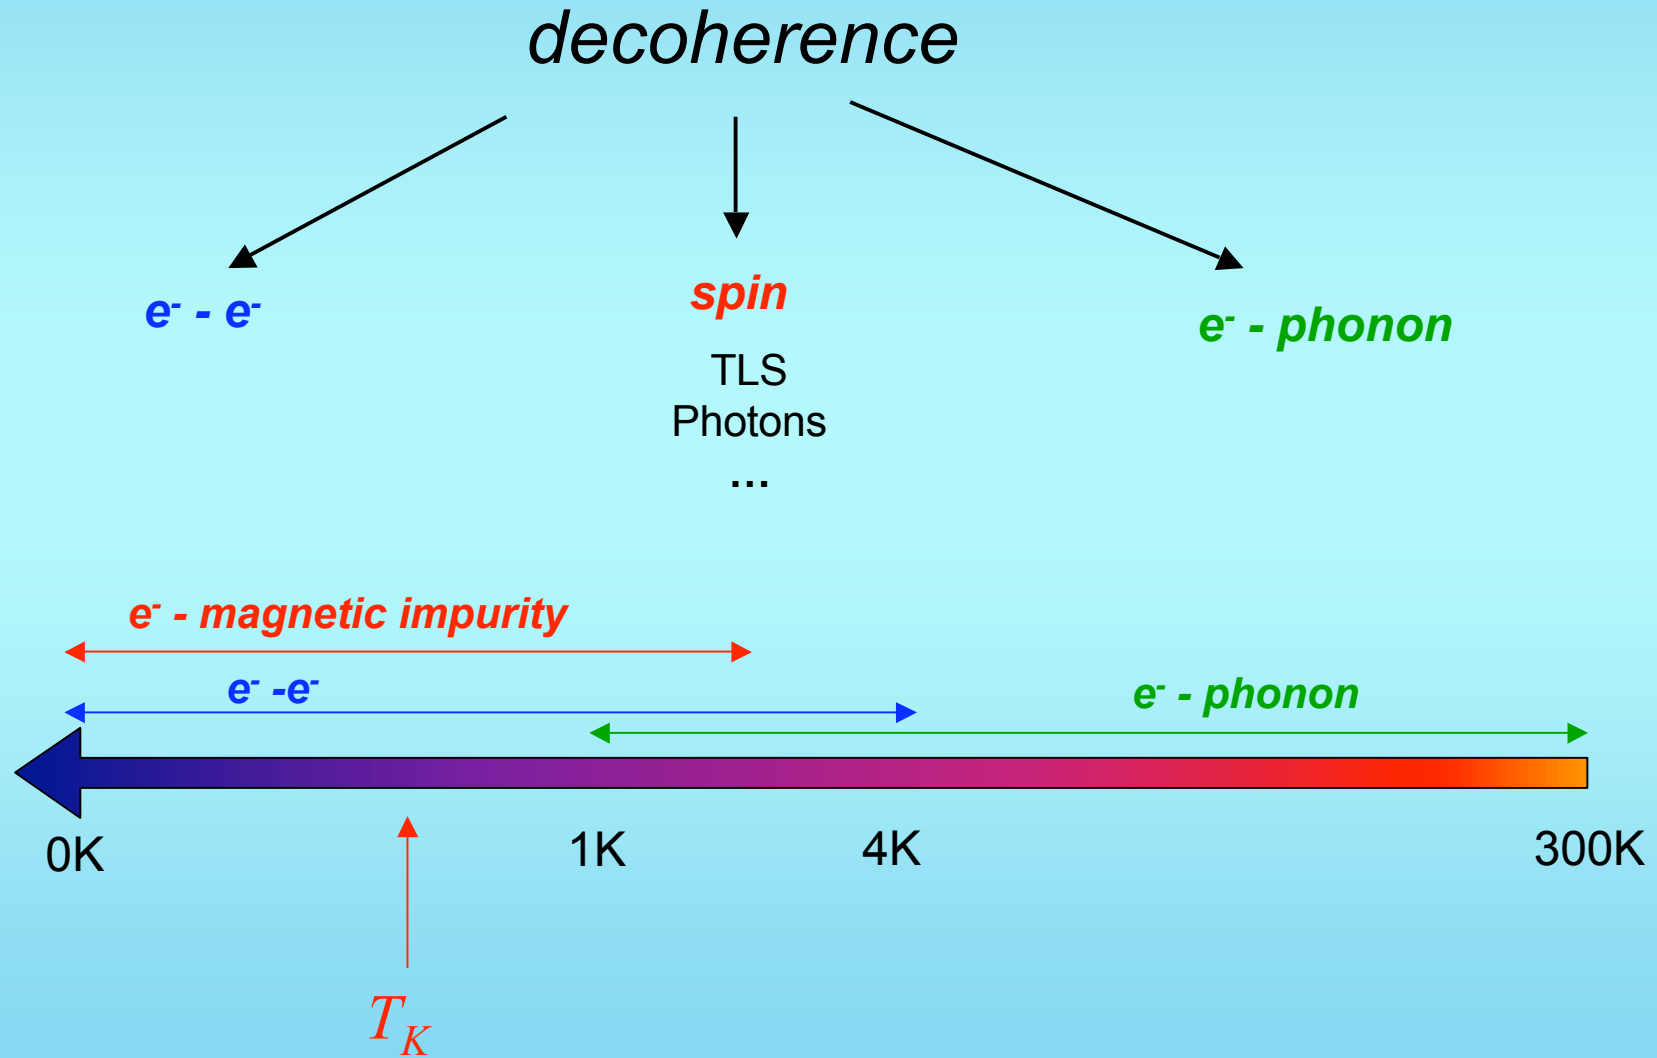 decoherence
e⁻ - e⁻
spin
e⁻ - phonon
TLS
Photons
...
e⁻ - magnetic impurity
e⁻ -e⁻
e⁻ - phonon
0K
1K
4K
300K
T_K